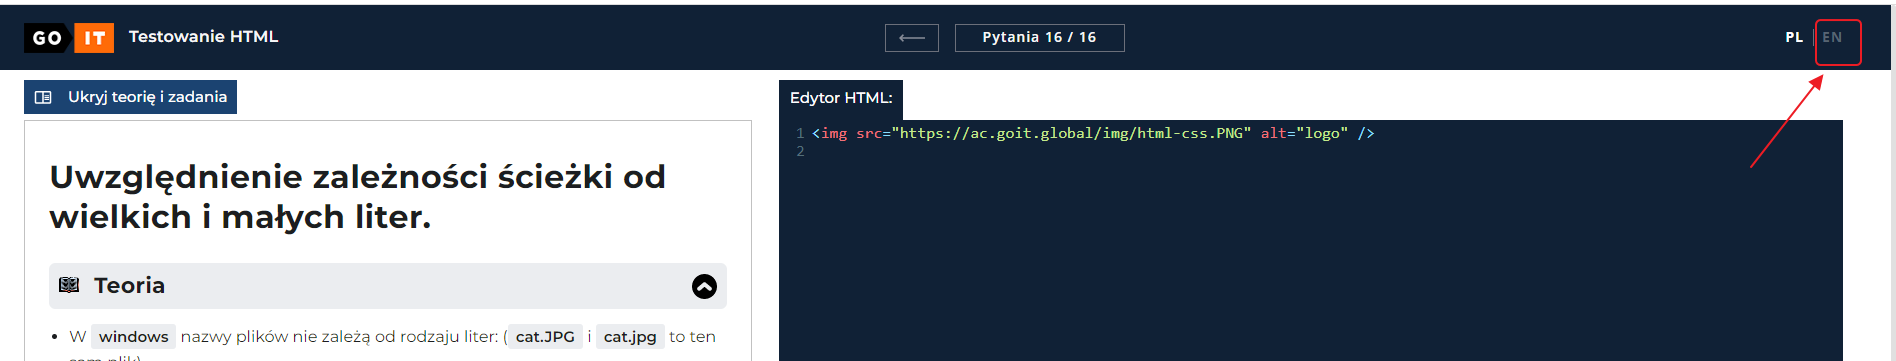 GO IT Testowanie HTML
Pytania 16 / 16
PL | EN
Ukryj teorię i zadania
Uwzględnienie zależności ścieżki od
wielkich i małych liter.
Teoria
W windows nazwy plików nie zależą od rodzaju liter: ( cat.JPG i cat.jpg to ten
sam plik)
Edytor HTML:
1 <img src="https://ac.goit.global/img/html-css.PNG" alt="logo" />
2